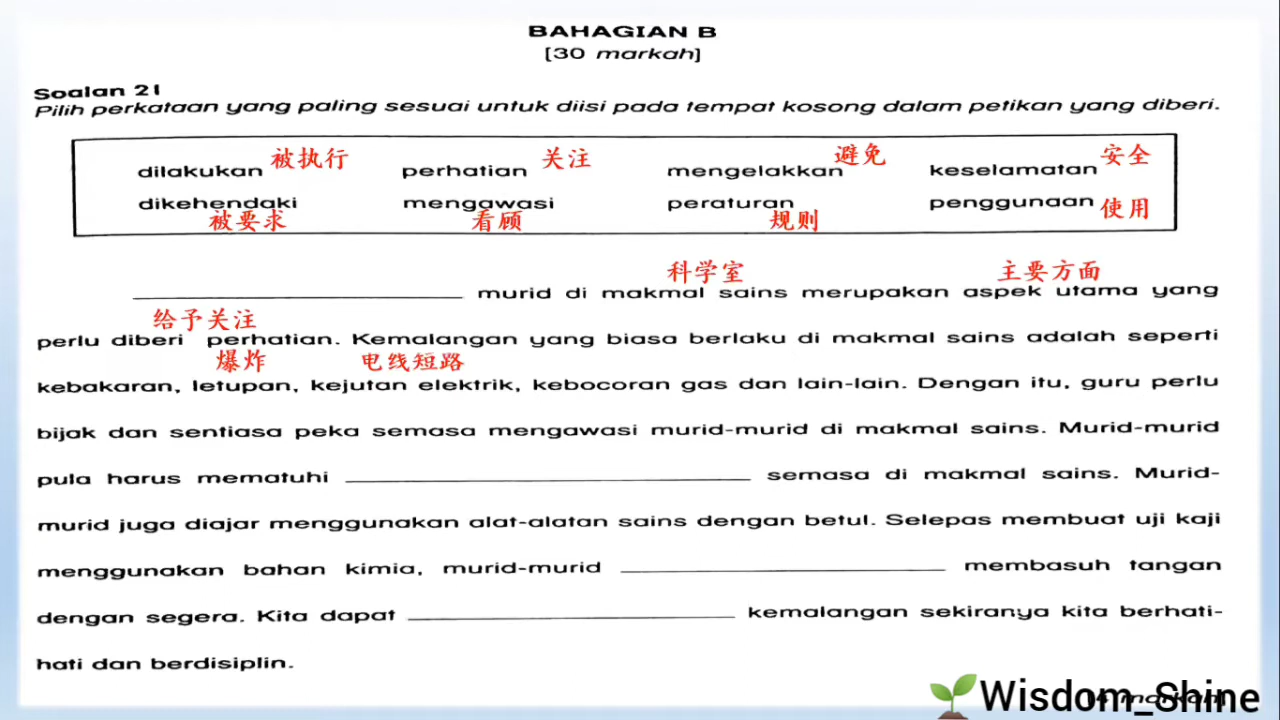 BAHAGIAN B
[30 markah]
Soalan 21
Pilih perkataan yang paling sesuai untuk diisi pada tempat kosong dalam petikan yang diberi.
dilakukan 被执行 perhatian 关注 mengelakkan 避免 keselamatan 安全
dikehendaki mengawasi peraturan penggunaan 使用
被要求 看顾 规则
科学室 主要方面
____________ murid di makmal sains merupakan aspek utama yang
给予关注
perlu diberi perhatian. Kemalangan yang biasa berlaku di makmal sains adalah seperti
爆炸 电线短路
kebakaran, letupan, kejutan elektrik, kebocoran gas dan lain-lain. Dengan itu, guru perlu
bijak dan sentiasa peka semasa mengawasi murid-murid di makmal sains. Murid-murid
pula harus mematuhi ____________ semasa di makmal sains. Murid-
murid juga diajar menggunakan alat-alatan sains dengan betul. Selepas membuat uji kaji
menggunakan bahan kimia, murid-murid ____________ membasuh tangan
dengan segera. Kita dapat ____________ kemalangan sekiranya kita berhati-
hati dan berdisiplin.
Wisdom_Shine